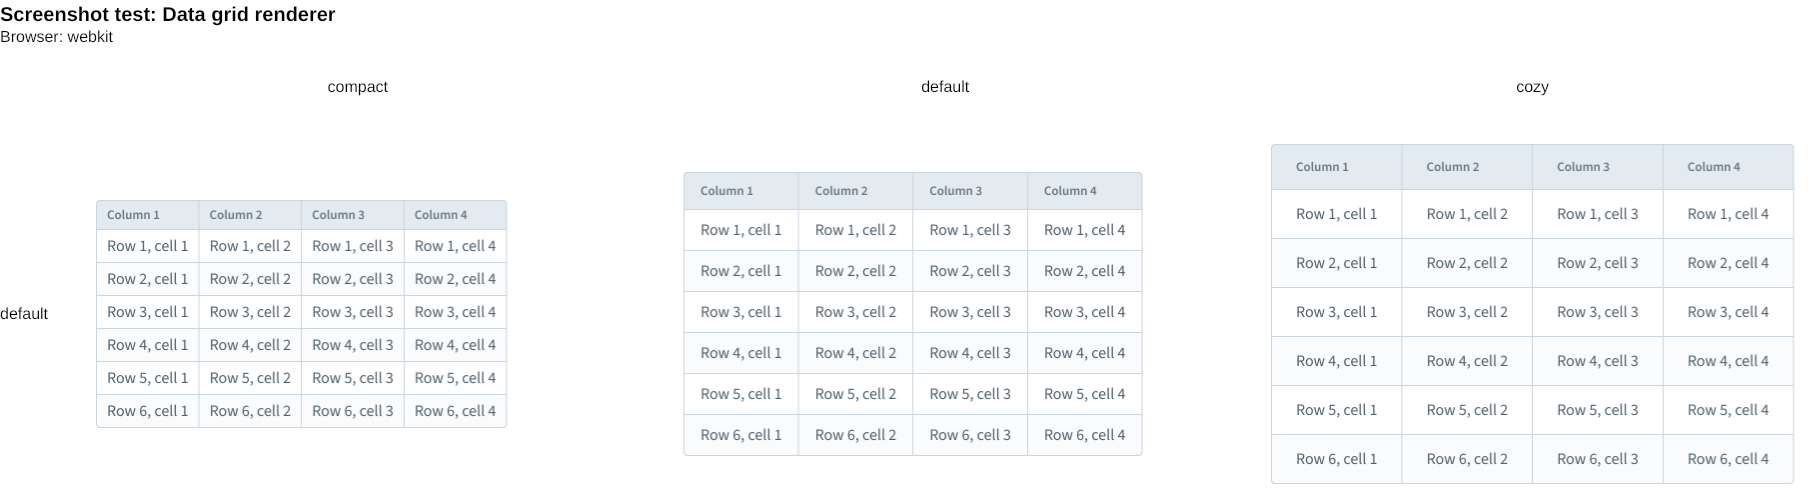 Screenshot test: Data grid renderer
Browser: webkit
compact
default
cozy
default
Column 1 Column 2 Column 3 Column 4
Row 1, cell 1 Row 1, cell 2 Row 1, cell 3 Row 1, cell 4
Row 2, cell 1 Row 2, cell 2 Row 2, cell 3 Row 2, cell 4
Row 3, cell 1 Row 3, cell 2 Row 3, cell 3 Row 3, cell 4
Row 4, cell 1 Row 4, cell 2 Row 4, cell 3 Row 4, cell 4
Row 5, cell 1 Row 5, cell 2 Row 5, cell 3 Row 5, cell 4
Row 6, cell 1 Row 6, cell 2 Row 6, cell 3 Row 6, cell 4
Column 1 Column 2 Column 3 Column 4
Row 1, cell 1 Row 1, cell 2 Row 1, cell 3 Row 1, cell 4
Row 2, cell 1 Row 2, cell 2 Row 2, cell 3 Row 2, cell 4
Row 3, cell 1 Row 3, cell 2 Row 3, cell 3 Row 3, cell 4
Row 4, cell 1 Row 4, cell 2 Row 4, cell 3 Row 4, cell 4
Row 5, cell 1 Row 5, cell 2 Row 5, cell 3 Row 5, cell 4
Row 6, cell 1 Row 6, cell 2 Row 6, cell 3 Row 6, cell 4
Column 1 Column 2 Column 3 Column 4
Row 1, cell 1 Row 1, cell 2 Row 1, cell 3 Row 1, cell 4
Row 2, cell 1 Row 2, cell 2 Row 2, cell 3 Row 2, cell 4
Row 3, cell 1 Row 3, cell 2 Row 3, cell 3 Row 3, cell 4
Row 4, cell 1 Row 4, cell 2 Row 4, cell 3 Row 4, cell 4
Row 5, cell 1 Row 5, cell 2 Row 5, cell 3 Row 5, cell 4
Row 6, cell 1 Row 6, cell 2 Row 6, cell 3 Row 6, cell 4